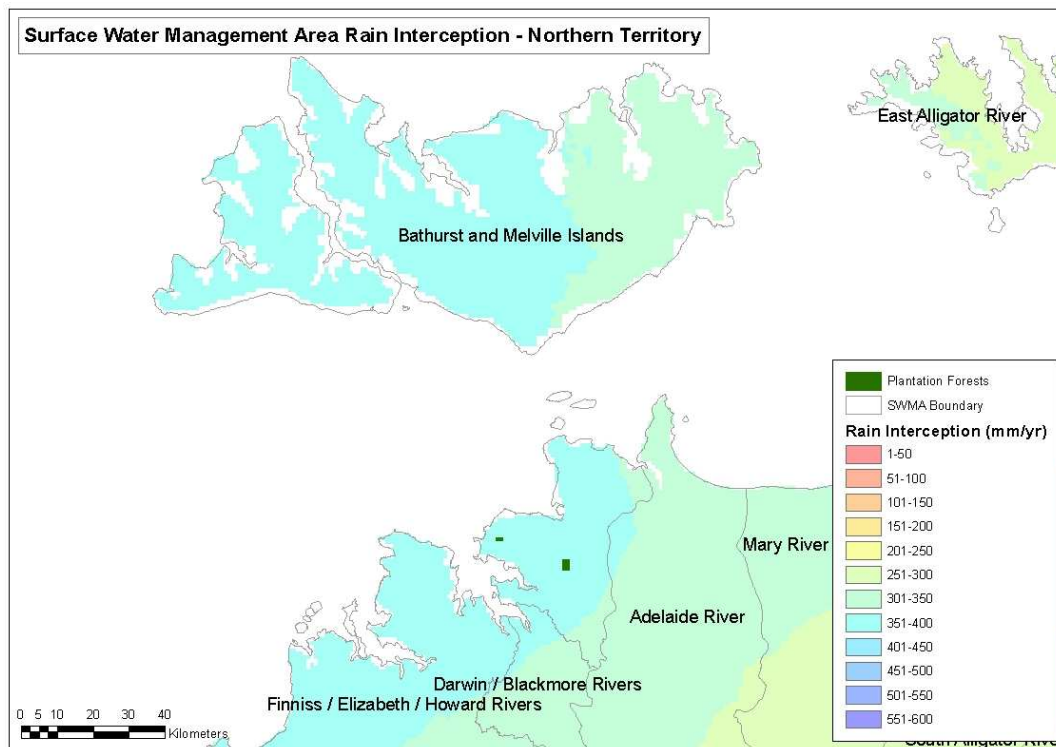 Surface Water Management Area Rain Interception - Northern Territory
East Alligator River
Bathurst and Melville Islands
Plantation Forests
SWMA Boundary
Rain Interception (mm/yr)
1-50
51-100
101-150
151-200
201-250
251-300
301-350
351-400
401-450
451-500
501-550
551-600
Mary River
Adelaide River
Darwin / Blackmore Rivers
Finniss / Elizabeth / Howard Rivers
0 5 10 20 30 40
Kilometers
South Alligator River